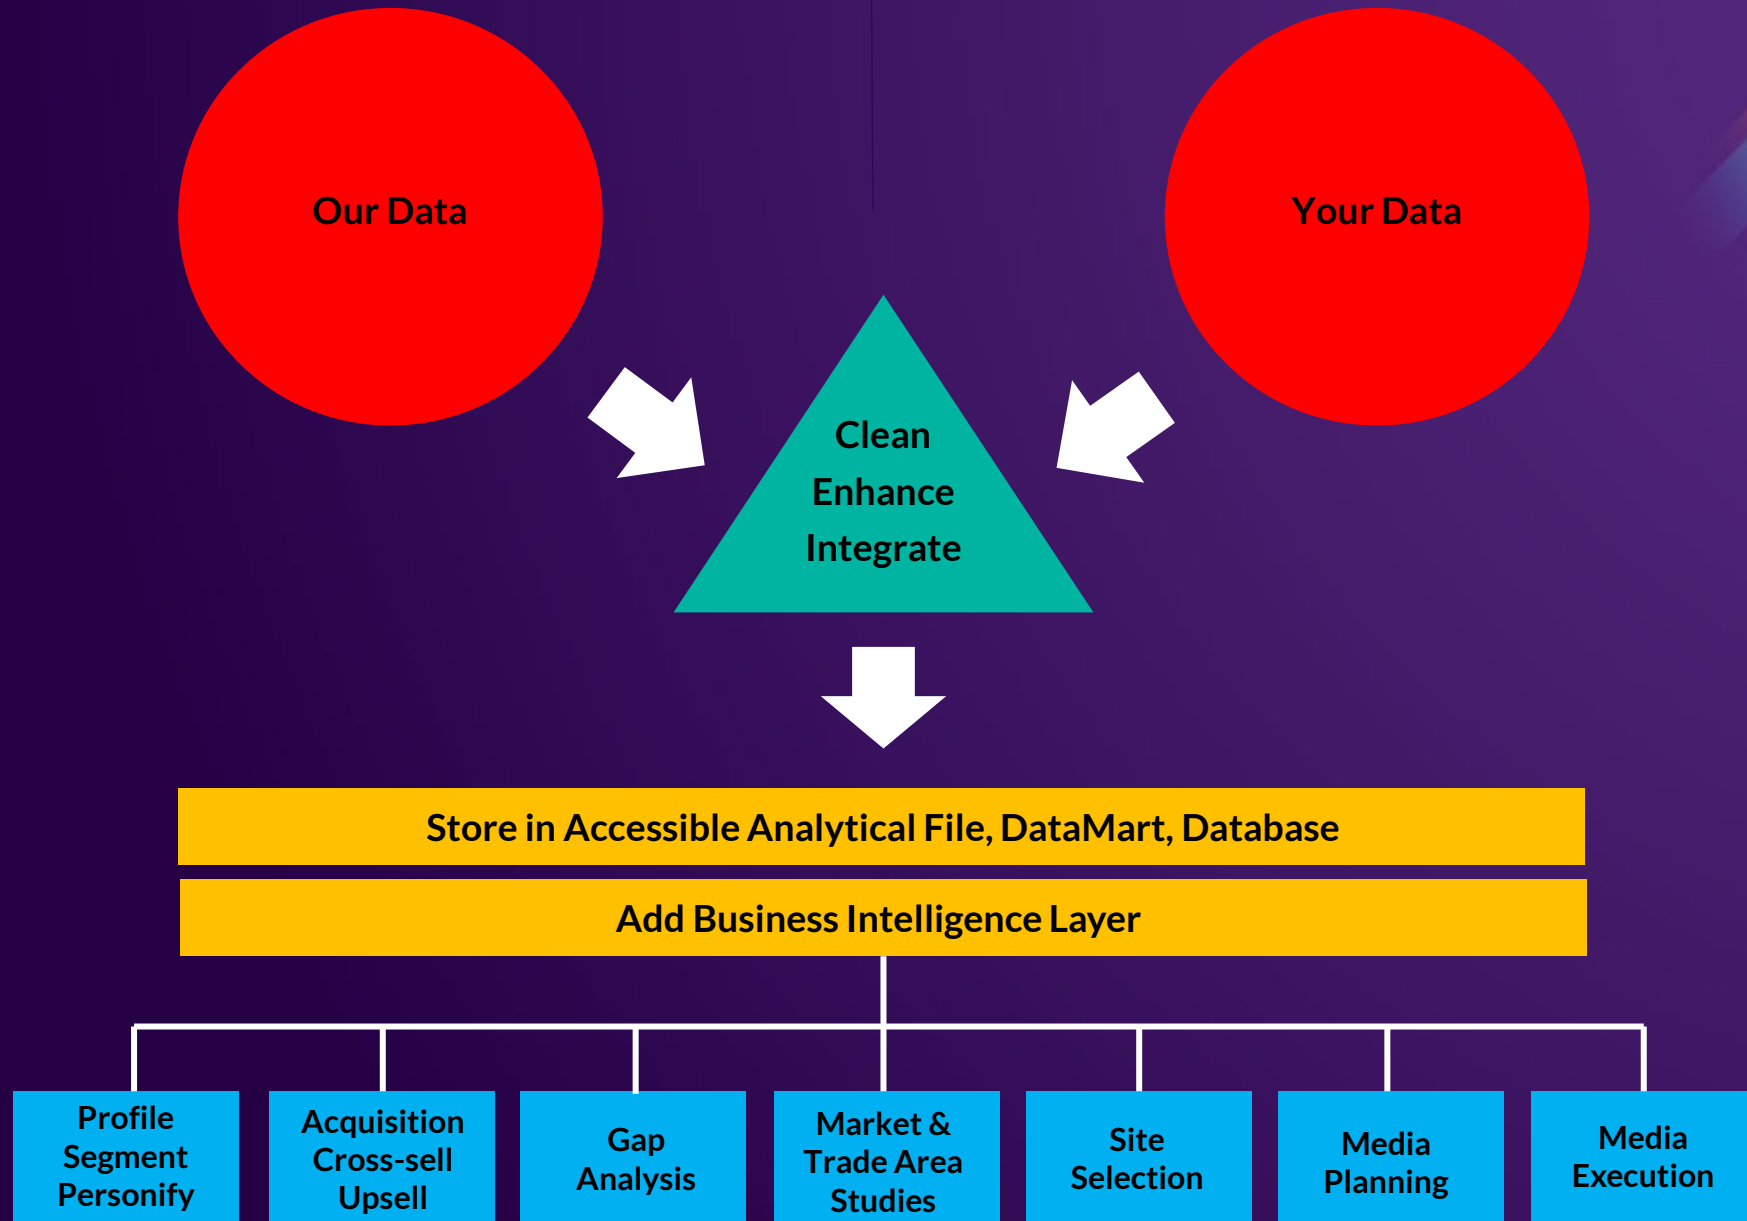 Our Data
Your Data
Clean
Enhance
Integrate
Store in Accessible Analytical File, DataMart, Database
Add Business Intelligence Layer
Profile
Segment
Personify
Acquisition
Cross-sell
Upsell
Gap
Analysis
Market &
Trade Area
Studies
Site
Selection
Media
Planning
Media
Execution